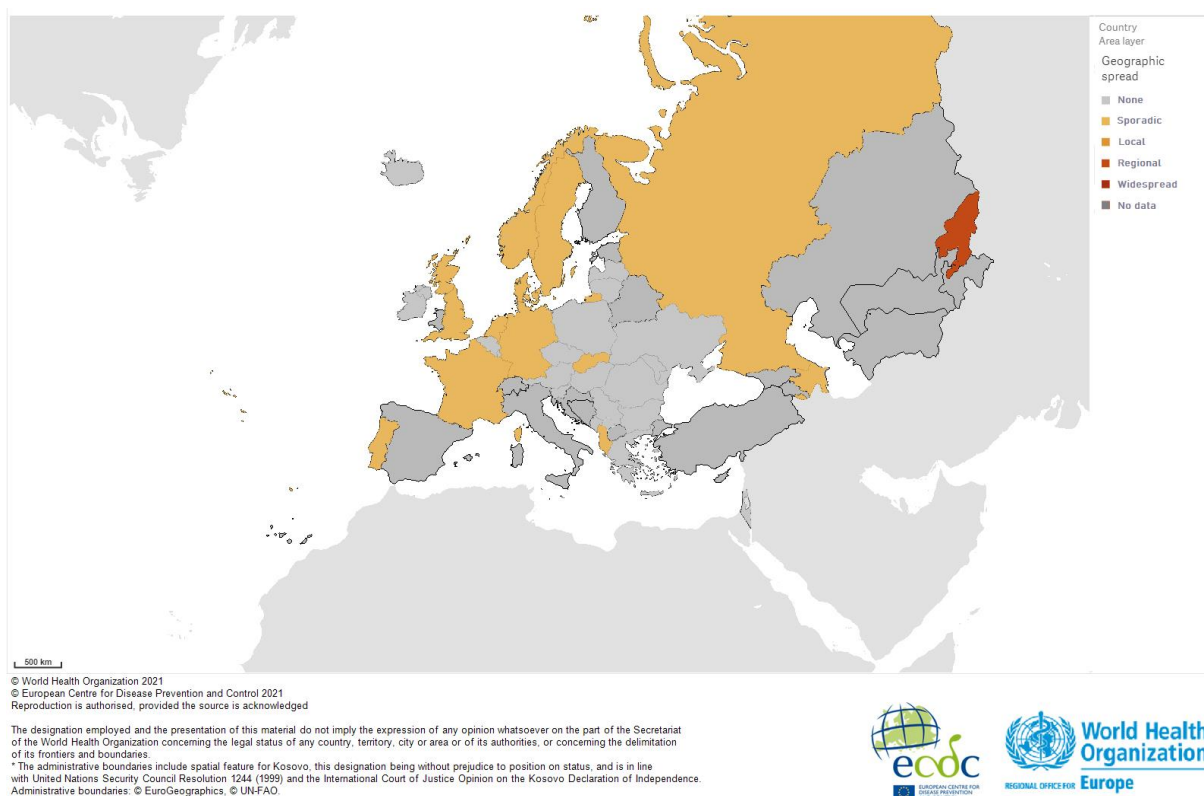 Country
Area layer
Geographic
spread
None
Sporadic
Local
Regional
Widespread
No data
500 km
© World Health Organization 2021
© European Centre for Disease Prevention and Control 2021
Reproduction is authorised, provided the source is acknowledged
The designation employed and the presentation of this material do not imply the expression of any opinion whatsoever on the part of the Secretariat
of the World Health Organization concerning the legal status of any country, territory, city or area or of its authorities, or concerning the delimitation
of its frontiers and boundaries.
* The administrative boundaries include spatial feature for Kosovo, this designation being without prejudice to position on status, and is in line
with United Nations Security Council Resolution 1244 (1999) and the International Court of Justice Opinion on the Kosovo Declaration of Independence.
Administrative boundaries: © EuroGeographics, © UN-FAO.
ecdc
EUROPEAN CENTRE FOR
DISEASE PREVENTION
World Health
Organization
REGIONAL OFFICE FOR Europe